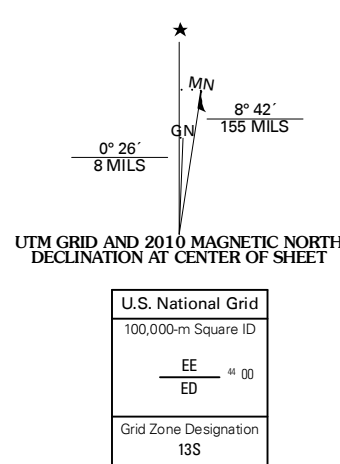 MN
GN
8° 42´
155 MILS
0° 26´
8 MILS
UTM GRID AND 2010 MAGNETIC NORTH
DECLINATION AT CENTER OF SHEET
U.S. National Grid
100,000-m Square ID
EE
44 00
ED
Grid Zone Designation
13S